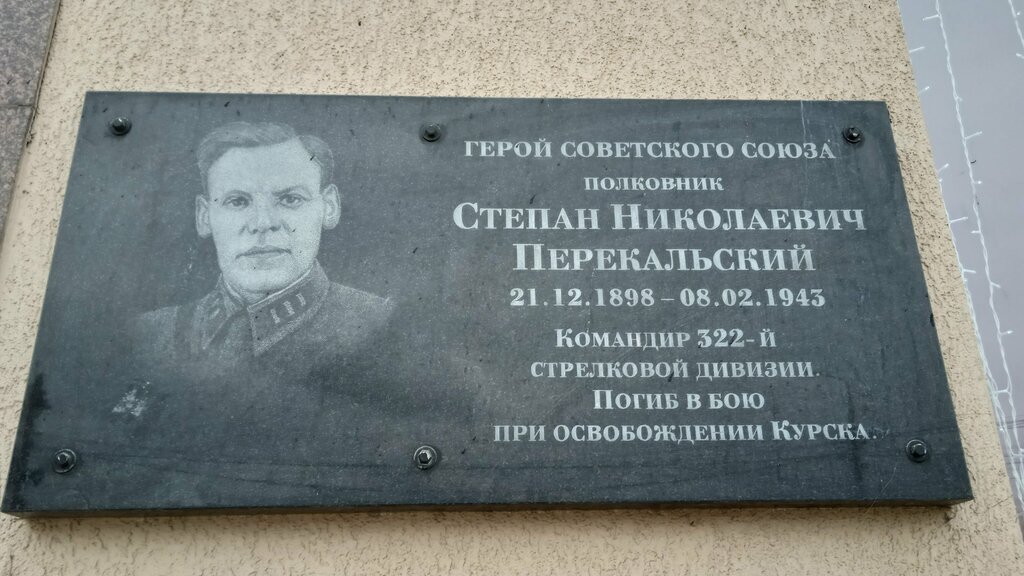 ГЕРОЙ СОВЕТСКОГО СОЮЗА
ПОЛКОВНИК
СТЕПАН НИКОЛАЕВИЧ
ПЕРЕКАЛЬСКИЙ
21.12.1898 – 08.02.1943
КОМАНДИР 322-Й
СТРЕЛКОВОЙ ДИВИЗИИ.
ПОГИБ В БОЮ
ПРИ ОСВОБОЖДЕНИИ КУРСКА.